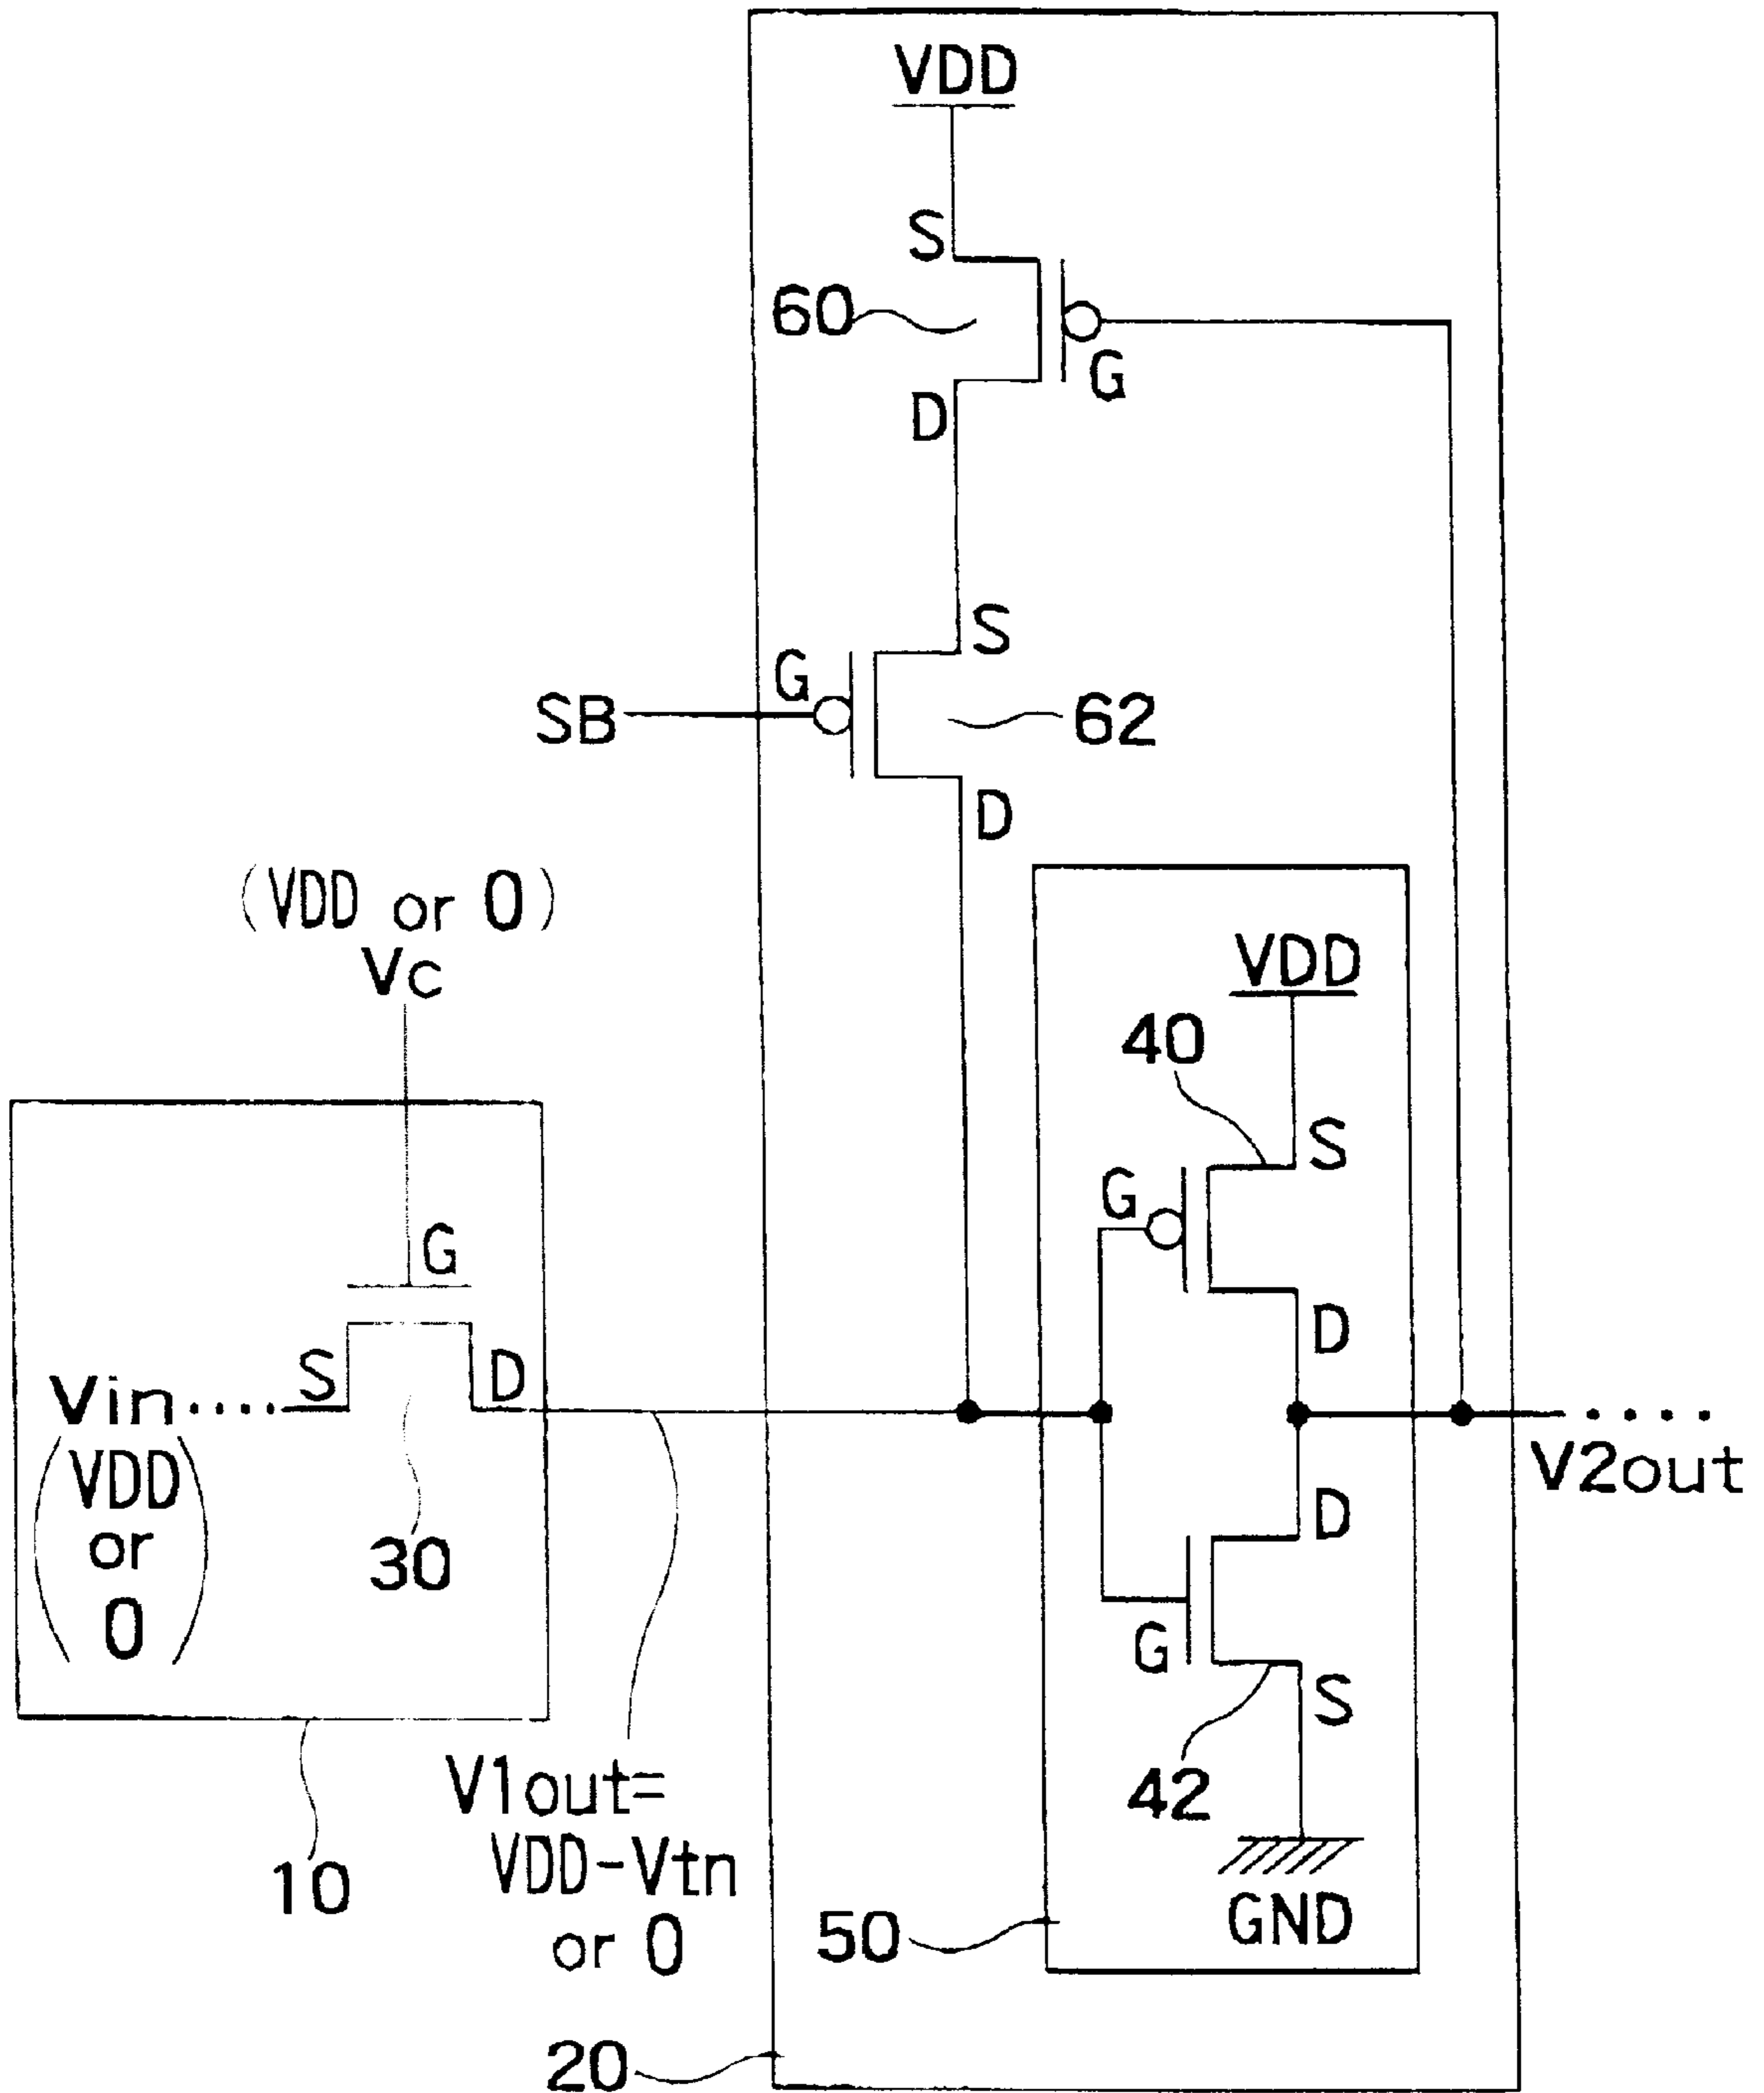 VDD
S
60
G
D
S
G
SB
62
D
(VDD or 0)
Vc
VDD
40
S
G
G
D
S
D
Vin
V2out
(VDD
or
0)
D
30
G
S
V1out=
VDD-Vtn
or 0
42
10
GND
50
20